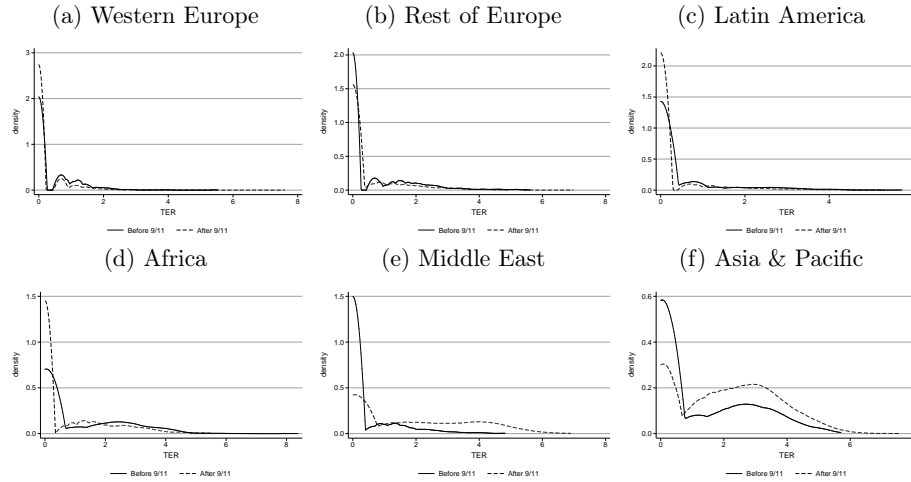 (a) Western Europe
3
2
1
0
density
0 2 4 6 8
TER
Before 9/11 After 9/11
(b) Rest of Europe
2.0
1.5
1.0
0.5
0.0
density
0 2 4 6 8
TER
Before 9/11 After 9/11
(c) Latin America
2.0
1.5
1.0
0.5
0.0
density
0 2 4
TER
Before 9/11 After 9/11
(d) Africa
1.5
1.0
0.5
0.0
density
0 2 4 6 8
TER
Before 9/11 After 9/11
(e) Middle East
1.5
1.0
0.5
0.0
density
0 2 4 6 8
TER
Before 9/11 After 9/11
(f) Asia & Pacific
0.6
0.4
0.2
0.0
density
0 2 4 6
TER
Before 9/11 After 9/11